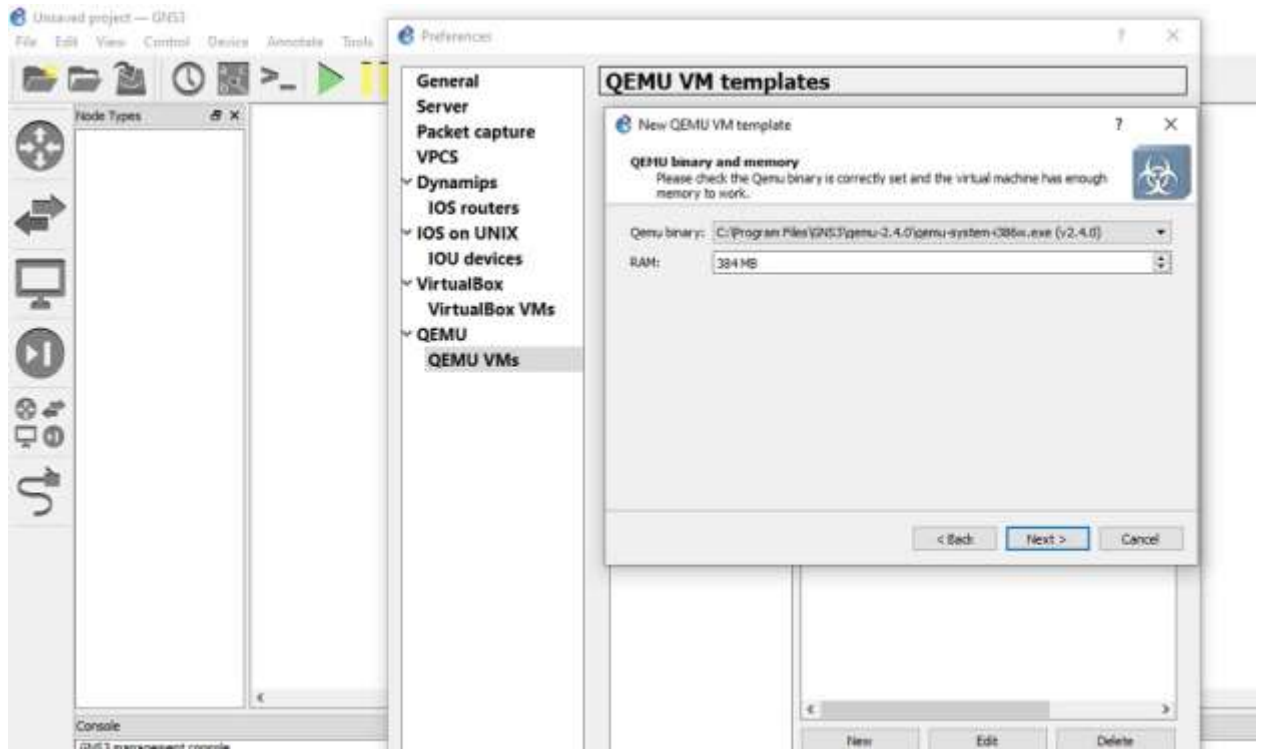 Unsaved project — GNS3
File Edit View Control Device Annotate Tools
Node Types
Console
GNS3 management console
Preferences
General
Server
Packet capture
VPCS
Dynamips
IOS routers
IOS on UNIX
IOU devices
VirtualBox
VirtualBox VMs
QEMU
QEMU VMs
QEMU VM templates
New QEMU VM template
QEMU binary and memory
Please check the Qemu binary is correctly set and the virtual machine has enough
memory to work.
Qemu binary: C:\Program Files\GNS3\qemu-2.4.0\qemu-system-i386w.exe (v2.4.0)
RAM: 384 MB
< Back Next > Cancel
New Edit Delete